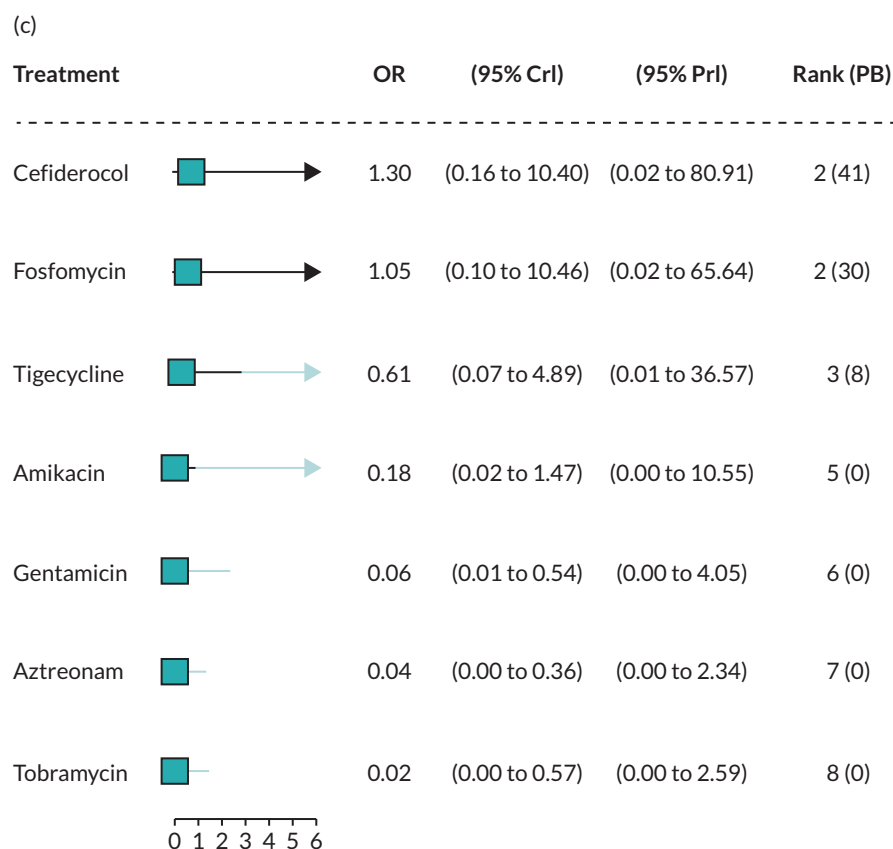 (c)
Treatment OR (95% CrI) (95% PrI) Rank (PB)
Cefiderocol 1.30 (0.16 to 10.40) (0.02 to 80.91) 2 (41)
Fosfomycin 1.05 (0.10 to 10.46) (0.02 to 65.64) 2 (30)
Tigecycline 0.61 (0.07 to 4.89) (0.01 to 36.57) 3 (8)
Amikacin 0.18 (0.02 to 1.47) (0.00 to 10.55) 5 (0)
Gentamicin 0.06 (0.01 to 0.54) (0.00 to 4.05) 6 (0)
Aztreonam 0.04 (0.00 to 0.36) (0.00 to 2.34) 7 (0)
Tobramycin 0.02 (0.00 to 0.57) (0.00 to 2.59) 8 (0)
0 1 2 3 4 5 6